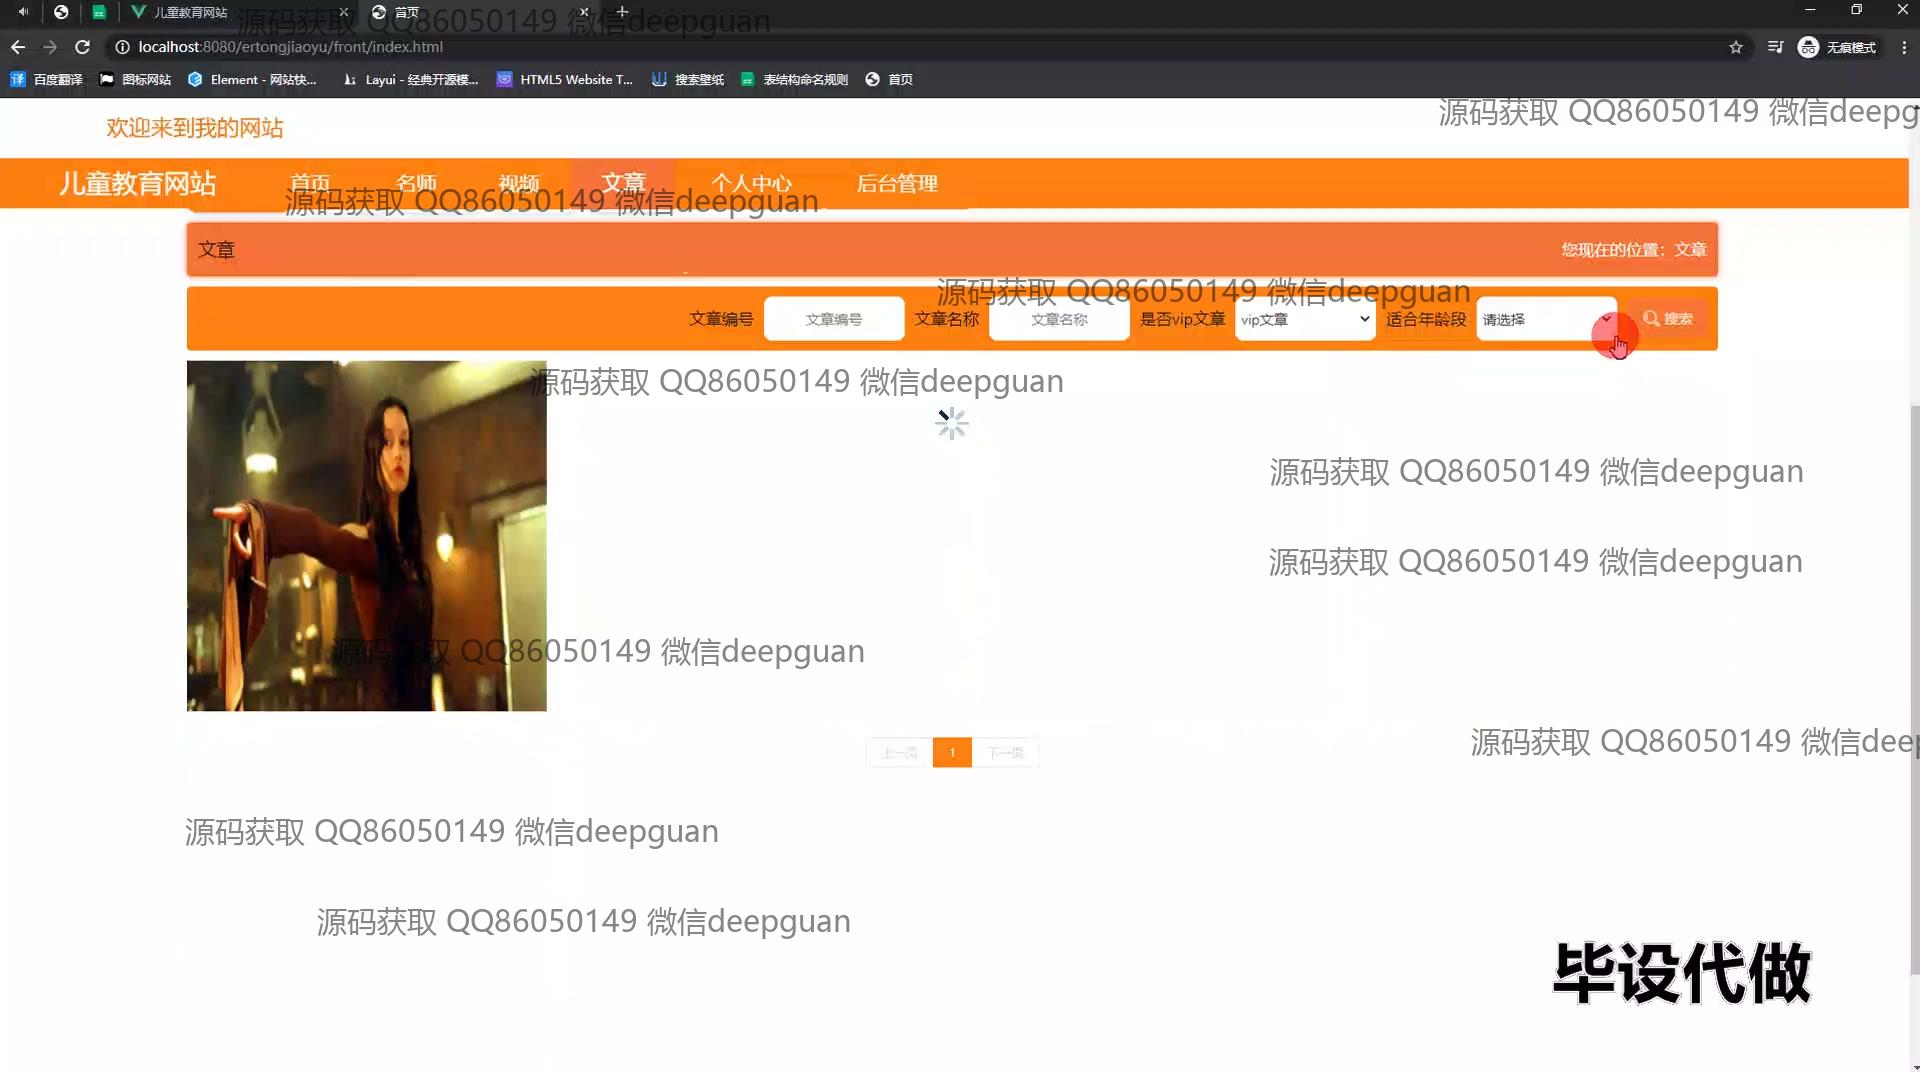 儿童教育网站
首页
源码获取 QQ86050149 微信deepguan
localhost:8080/ertongjiaoyu/front/index.html
无痕模式
百度翻译
图标网站
Element - 网站快...
Layui - 经典开源模...
HTML5 Website T...
搜索壁纸
表结构命名规则
首页
源码获取 QQ86050149 微信deepg
欢迎来到我的网站
儿童教育网站
首页
名师
视频
文章
个人中心
后台管理
源码获取 QQ86050149 微信deepguan
文章
您现在的位置：文章
源码获取 QQ86050149 微信deepguan
文章编号
文章编号
文章名称
文章名称
是否vip文章
vip文章
适合年龄段
请选择
搜索
源码获取 QQ86050149 微信deepguan
源码获取 QQ86050149 微信deepguan
源码获取 QQ86050149 微信deepguan
源码获取 QQ86050149 微信deepguan
源码获取 QQ86050149 微信deep
上一页
1
下一页
源码获取 QQ86050149 微信deepguan
源码获取 QQ86050149 微信deepguan
毕设代做